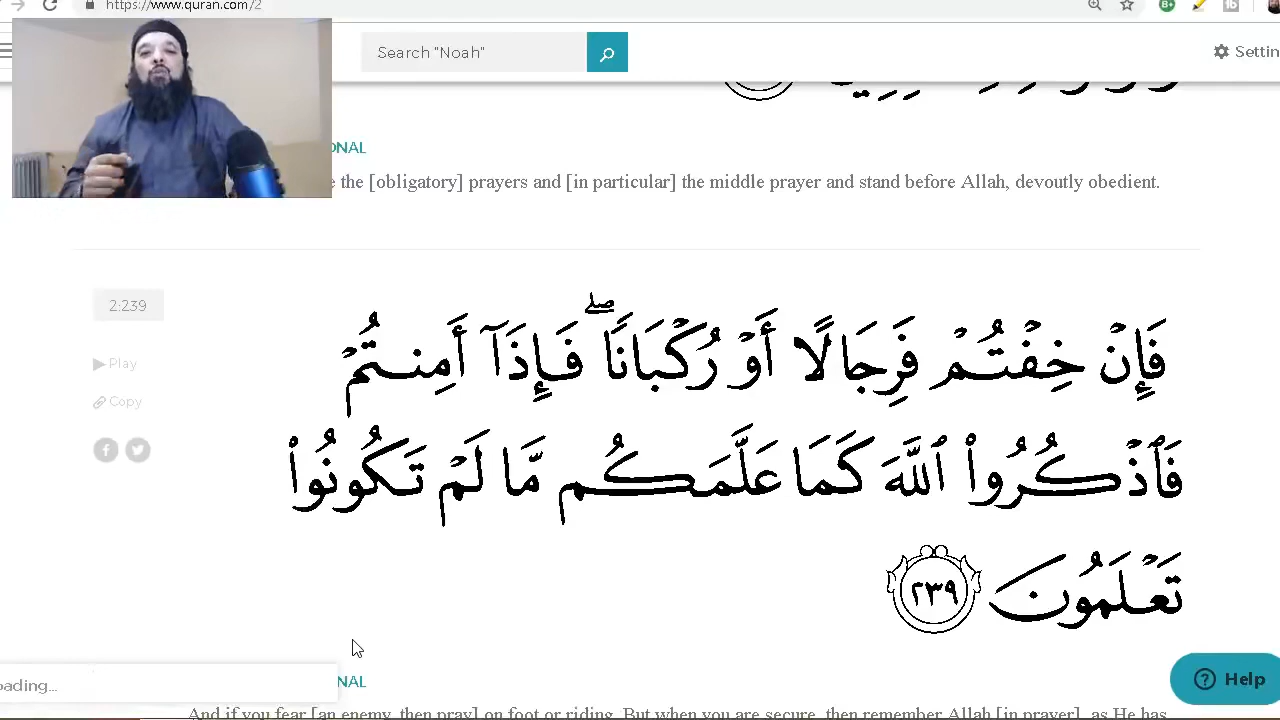 https://www.quran.com/2
Search "Noah"
Settin
ONAL
e the [obligatory] prayers and [in particular] the middle prayer and stand before Allah, devoutly obedient.
2:239
فَإِنْ خِفْتُمْ فَرِجَالًا أَوْ رُكْبَانًا ۖ فَإِذَآ أَمِنتُمْ
فَٱذْكُرُوا۟ ٱللَّهَ كَمَا عَلَّمَكُم مَّا لَمْ تَكُونُوا۟
تَعْلَمُونَ ٢٣٩
Play
Copy
oading...
NAL
Help
And if you fear [an enemy, then pray] on foot or riding. But when you are secure, then remember Allah [in prayer], as He has